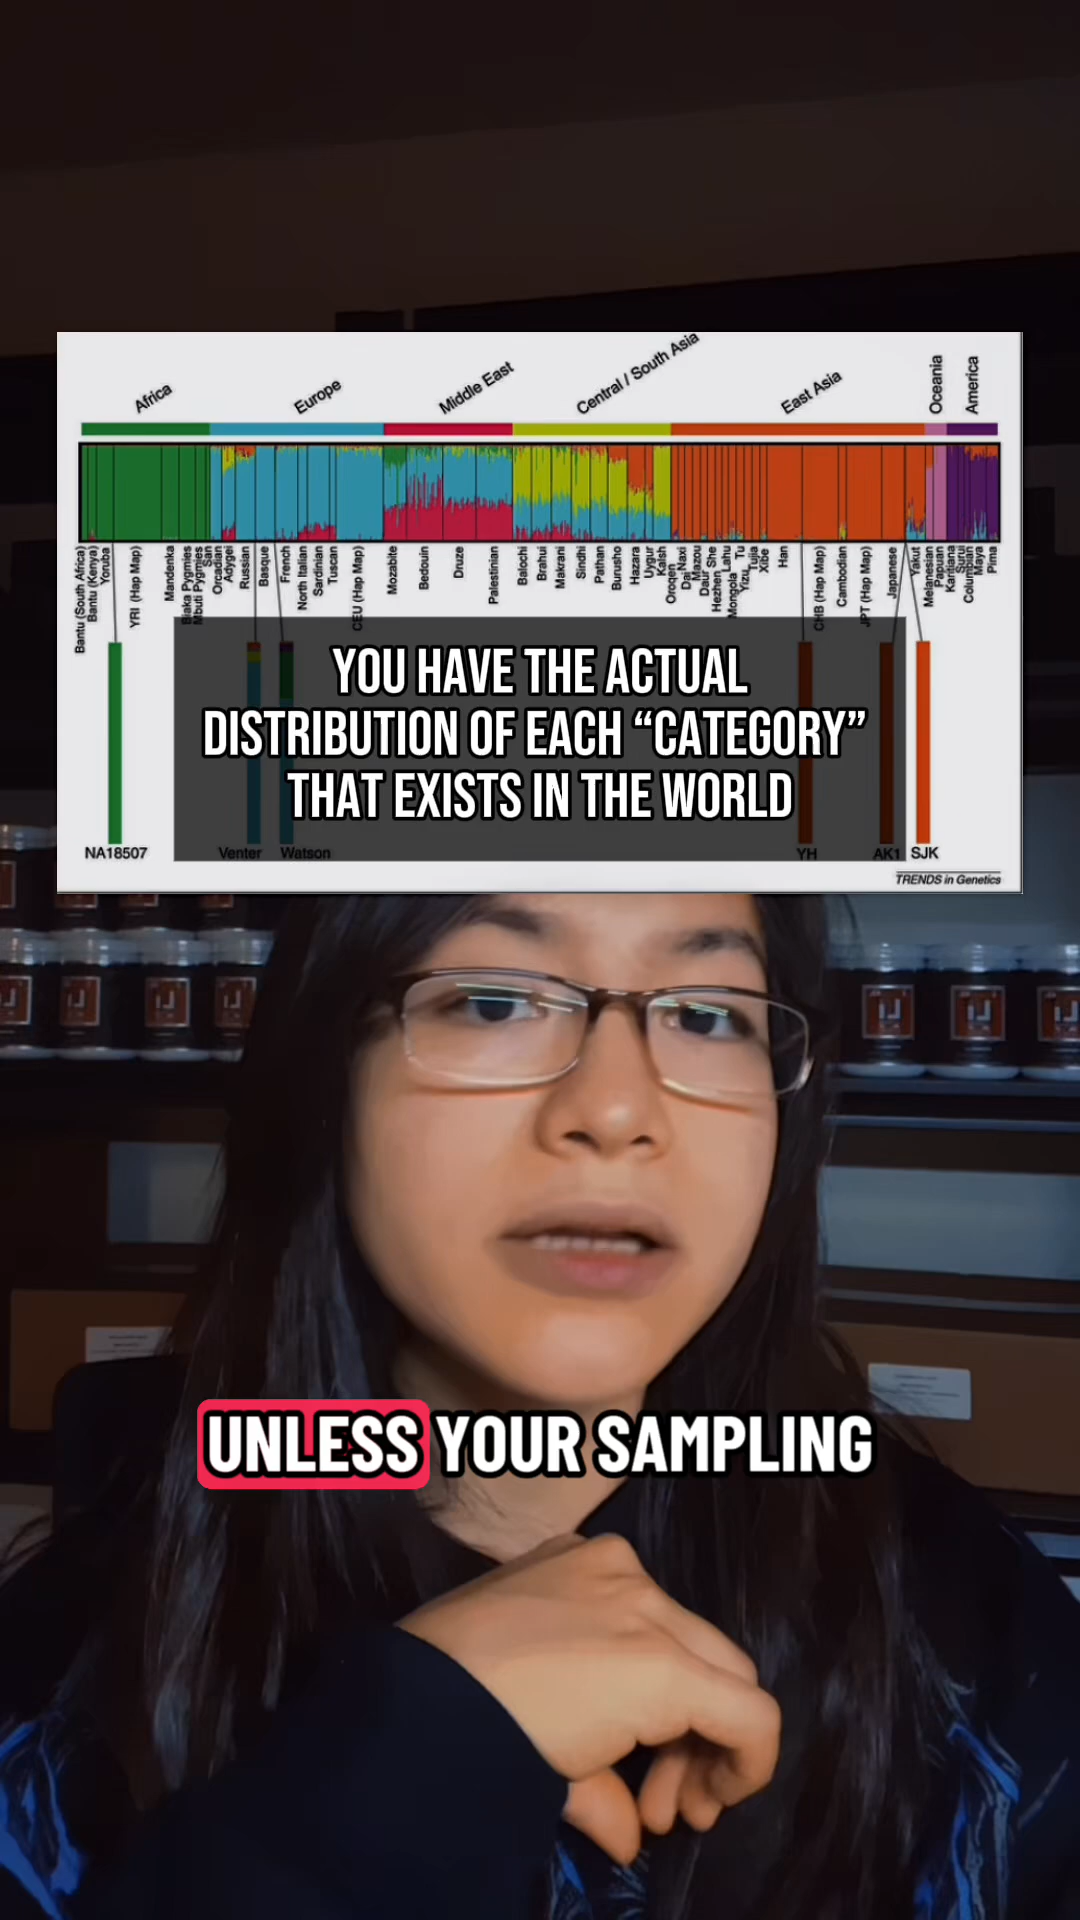 Africa
Europe
Middle East
Central / South Asia
East Asia
Oceania
America
Bantu (South Africa)
Bantu (Kenya)
Yoruba
YRI (Hap Map)
Mandenka
Biaka Pygmies
Mbuti Pygmies
San
Orcadian
Adygei
Russian
Basque
French
North Italian
Sardinian
Tuscan
CEU (Hap Map)
Mozabite
Bedouin
Druze
Palestinian
Balochi
Brahui
Makrani
Sindhi
Pathan
Burusho
Hazara
Uygur
Kalsh
Oroqen
Dai
Naxi
Daur
She
Hezhen
Lahu
Mongola
Tu
Yizu
Tujia
Xibe
Han
CHB (Hap Map)
Cambodian
JPT (Hap Map)
Japanese
Yakut
Melanesian
Papuan
Karitiana
Surui
Columbian
Maya
Pima
YOU HAVE THE ACTUAL
DISTRIBUTION OF EACH “CATEGORY”
THAT EXISTS IN THE WORLD
NA18507
Venter
Watson
YH
AK1
SJK
TRENDS in Genetics
UNLESS YOUR SAMPLING